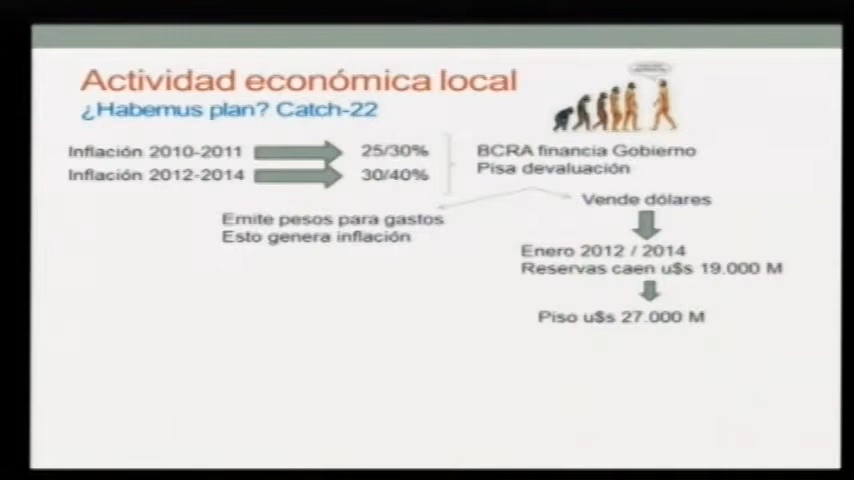 Actividad económica local
¿Habemus plan? Catch-22
Inflación 2010-2011 25/30%
Inflación 2012-2014 30/40%
BCRA financia Gobierno
Pisa devaluación
Vende dólares
Emite pesos para gastos
Esto genera inflación
Enero 2012 / 2014
Reservas caen u$s 19.000 M
Piso u$s 27.000 M